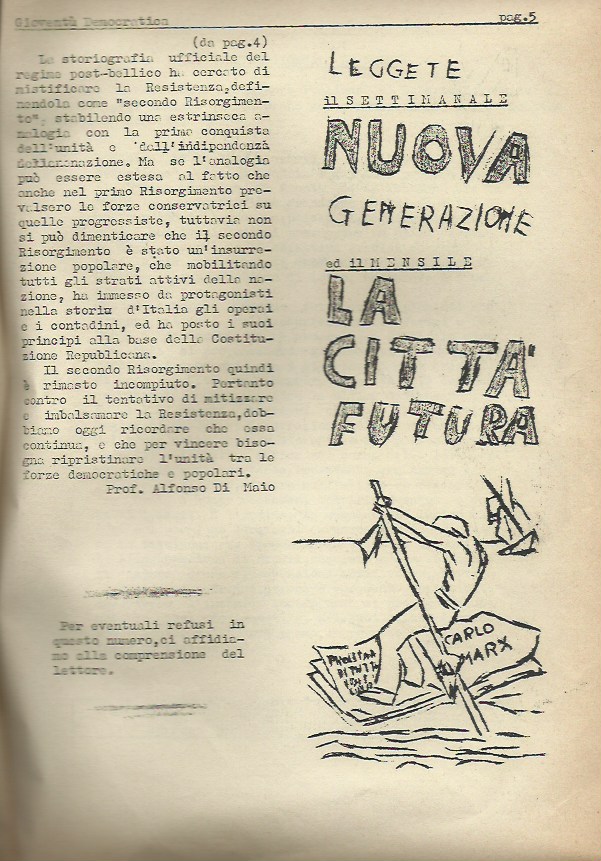 Gioventù Democratica
pag.5
(da pag.4)
La storiografia ufficiale del
regime post-bellico ha cercato di
mistificare la Resistenza,defi-
nendola come "secondo Risorgimen-
to", stabilendo una estrinseca a-
nalogia con la prima conquista
dell'unità e dell'indipendenza
della nazione. Ma se l'analogia
può essere estesa al fatto che
anche nel primo Risorgimento pre-
valsero le forze conservatrici su
quelle progressiste, tuttavia non
si può dimenticare che il secondo
Risorgimento è stato un'insurre-
zione popolare, che mobilitando
tutti gli strati attivi della na-
zione, ha immesso da protagonisti
nella storia d'Italia gli operai
e i contadini, ed ha posto i suoi
principi alla base della Costitu-
zione Republicana.
Il secondo Risorgimento quindi
è rimasto incompiuto. Pertanto
contro il tentativo di mitizzare
e imbalsamare la Resistenza,dob-
biamo oggi ricordare che essa
continua, e che per vincere biso-
gna ripristinare l'unità tra le
forze democratiche e popolari.
Prof. Alfonso Di Maio
Per eventuali refusi in
questo numero,ci affidia-
mo alla comprensione del
lettore.
LEGGETE
il SETTIMANALE
NUOVA
GENERAZIONE
ed il MENSILE
LA
CITTA'
FUTURA
CARLO
MARX
DI TUTTI